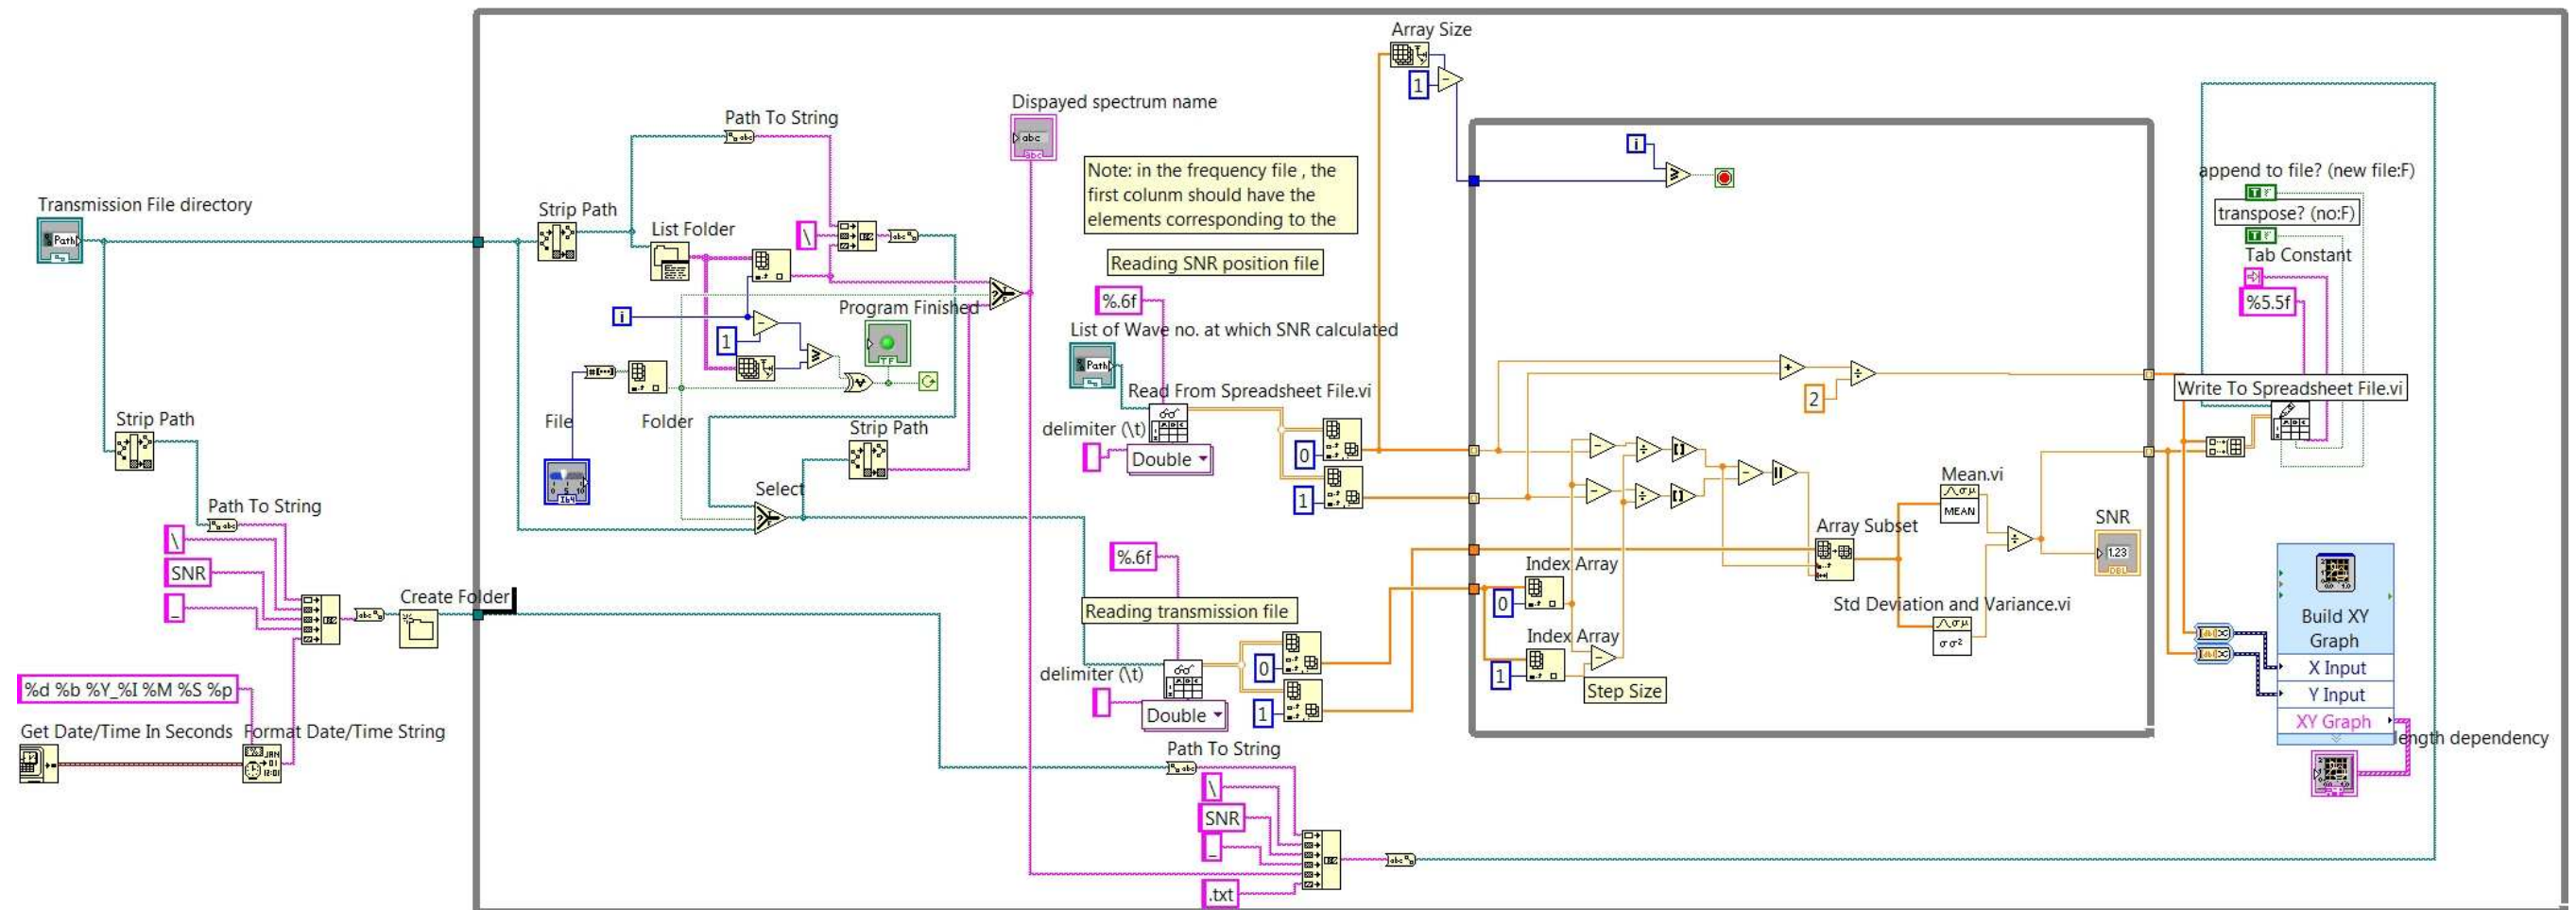 Array Size
1
Dispayed spectrum name
abc
Path To String
Note: in the frequency file , the
first colunm should have the
elements corresponding to the
i
append to file? (new file:F)
T
transpose? (no:F)
T
Tab Constant
%5.5f
Transmission File directory
Path
Strip Path
List Folder
\
Reading SNR position file
%.6f
i
1
Program Finished
TF
List of Wave no. at which SNR calculated
Path
Read From Spreadsheet File.vi
2
Write To Spreadsheet File.vi
File
Folder
Strip Path
delimiter (\t)
Double
0
1
Strip Path
Select
Mean.vi
MEAN
Array Subset
SNR
1.23
DBL
Path To String
\
SNR
_
%.6f
Index Array
0
Create Folder
Reading transmission file
Std Deviation and Variance.vi
Build XY
Graph
Index Array
1
Step Size
X Input
Y Input
XY Graph
delimiter (\t)
Double
0
1
%d %b %Y_%I %M %S %p
Get Date/Time In Seconds
Format Date/Time String
length dependency
Path To String
\
SNR
_
.txt